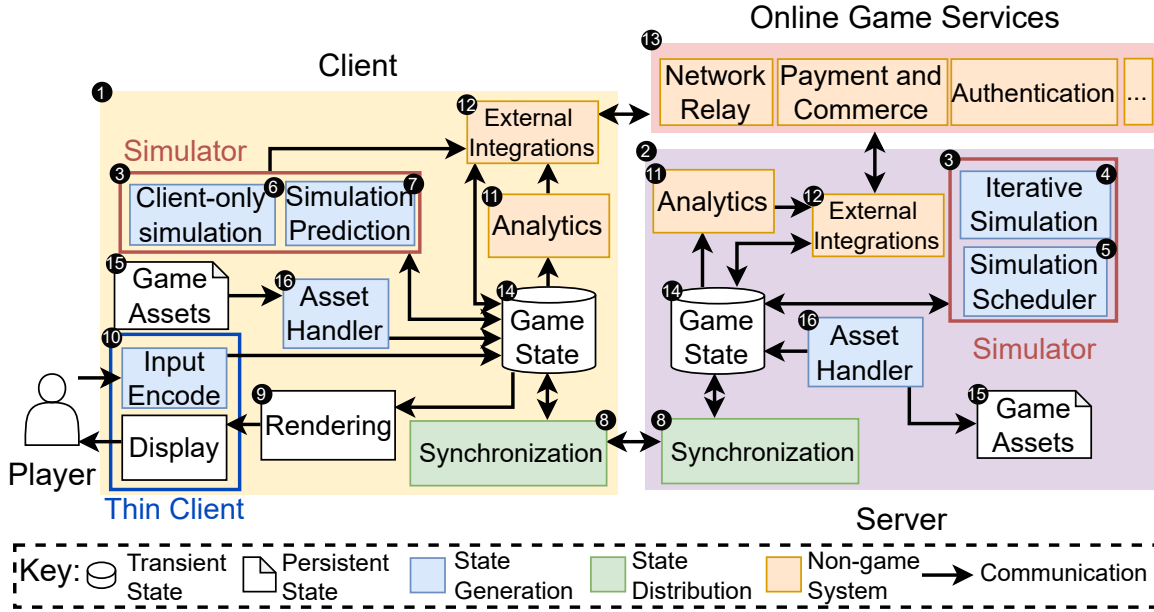 Online Game Services
Client
13
Network
Relay
Payment and
Commerce
Authentication
...
1
12
External
Integrations
Simulator
3
6
Client-only
simulation
7
Simulation
Prediction
11
Analytics
15
Game
Assets
16
Asset
Handler
14
Game
State
10
Input
Encode
Display
9
Rendering
8
Synchronization
Player
Thin Client
2
11
Analytics
12
External
Integrations
3
4
Iterative
Simulation
5
Simulation
Scheduler
Simulator
14
Game
State
16
Asset
Handler
15
Game
Assets
8
Synchronization
Server
Key:
Transient
State
Persistent
State
State
Generation
State
Distribution
Non-game
System
Communication